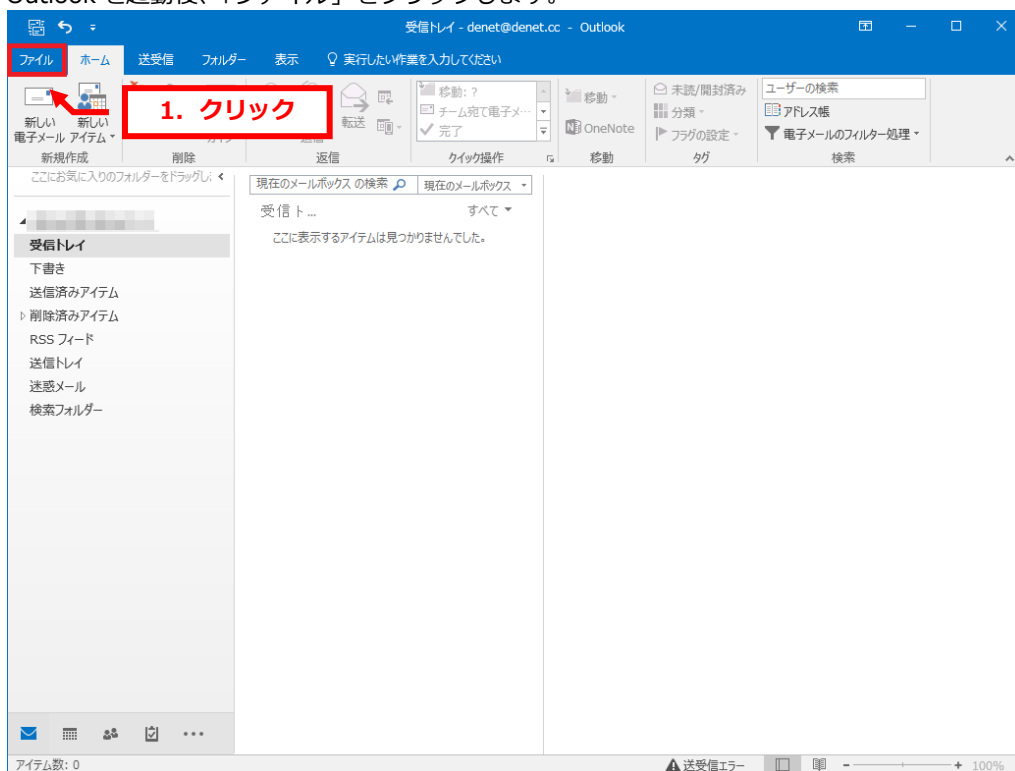 Outlook を起動後、「ファイル」をクリックします。
受信トレイ - denet@denet.cc - Outlook
ファイル ホーム 送受信 フォルダー 表示 実行したい作業を入力してください
1. クリック
新しい
電子メール
新しい
アイテム
転送
移動: ?
チーム宛て電子メ…
完了
移動
OneNote
未読/開封済み
分類
フラグの設定
ユーザーの検索
アドレス帳
電子メールのフィルター処理
新規作成 削除 返信 クイック操作 移動 タグ 検索
現在のメールボックス の検索 現在のメールボックス
受信ト... すべて
ここに表示するアイテムは見つかりませんでした。
ここにお気に入りのフォルダーをドラッグし
受信トレイ
下書き
送信済みアイテム
削除済みアイテム
RSS フィード
送信トレイ
迷惑メール
検索フォルダー
アイテム数: 0
送受信エラー
100%